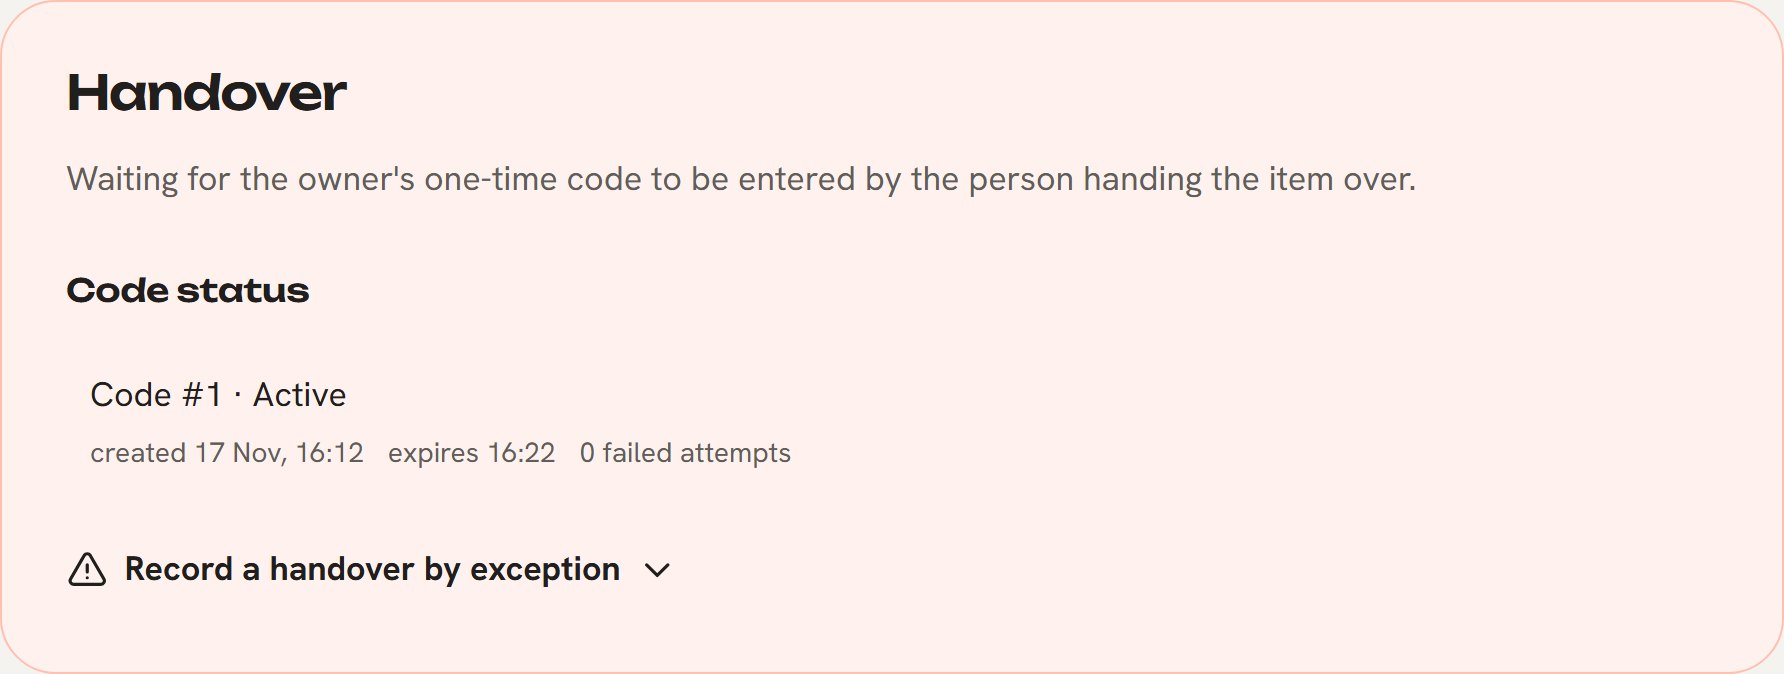 Handover
Waiting for the owner's one-time code to be entered by the person handing the item over.
Code status
Code #1 · Active
created 17 Nov, 16:12 expires 16:22 0 failed attempts
Record a handover by exception